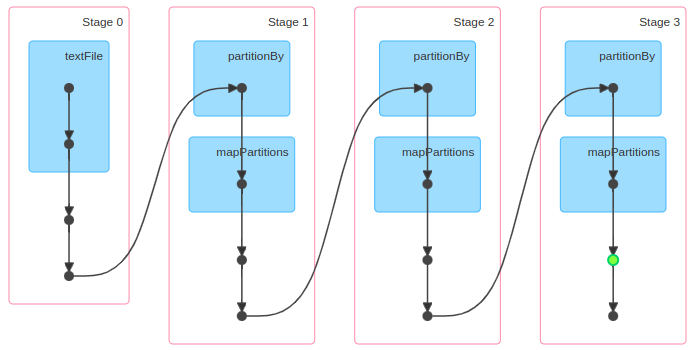 Stage 0
textFile
Stage 1
partitionBy
mapPartitions
Stage 2
partitionBy
mapPartitions
Stage 3
partitionBy
mapPartitions